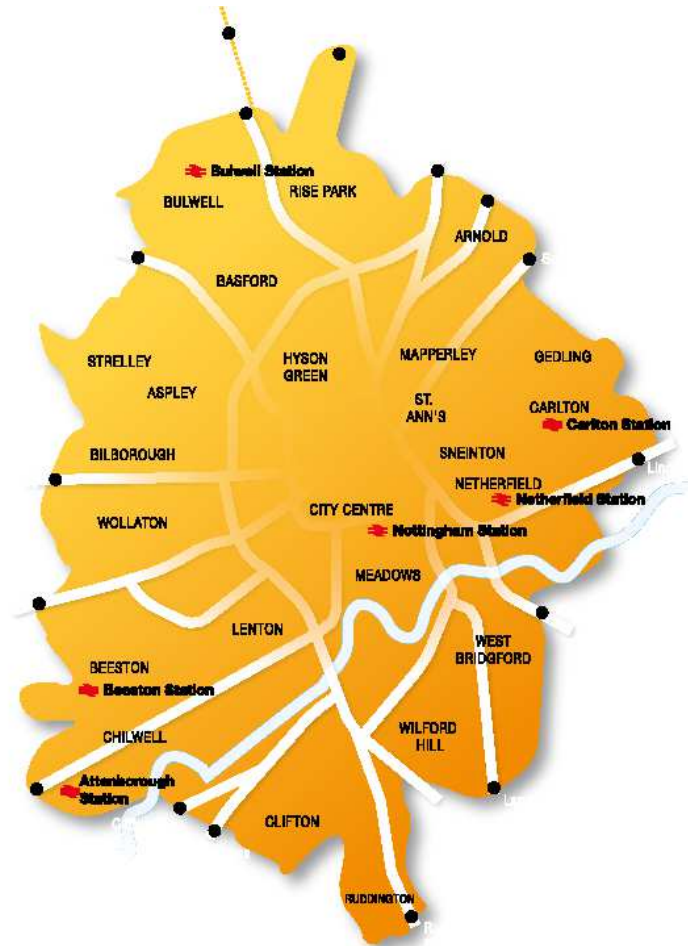 Bulwell Station
BULWELL
RISE PARK
ARNOLD
BASFORD
STRELLEY
HYSON
GREEN
MAPPERLEY
GEDLING
ASPLEY
ST.
ANN'S
CARLTON
Carlton Station
SNEINTON
BILBOROUGH
NETHERFIELD
Netherfield Station
CITY CENTRE
WOLLATON
Nottingham Station
MEADOWS
LENTON
WEST
BRIDGFORD
BEESTON
Beeston Station
WILFORD
HILL
CHILWELL
Attenborough
Station
CLIFTON
RUDDINGTON